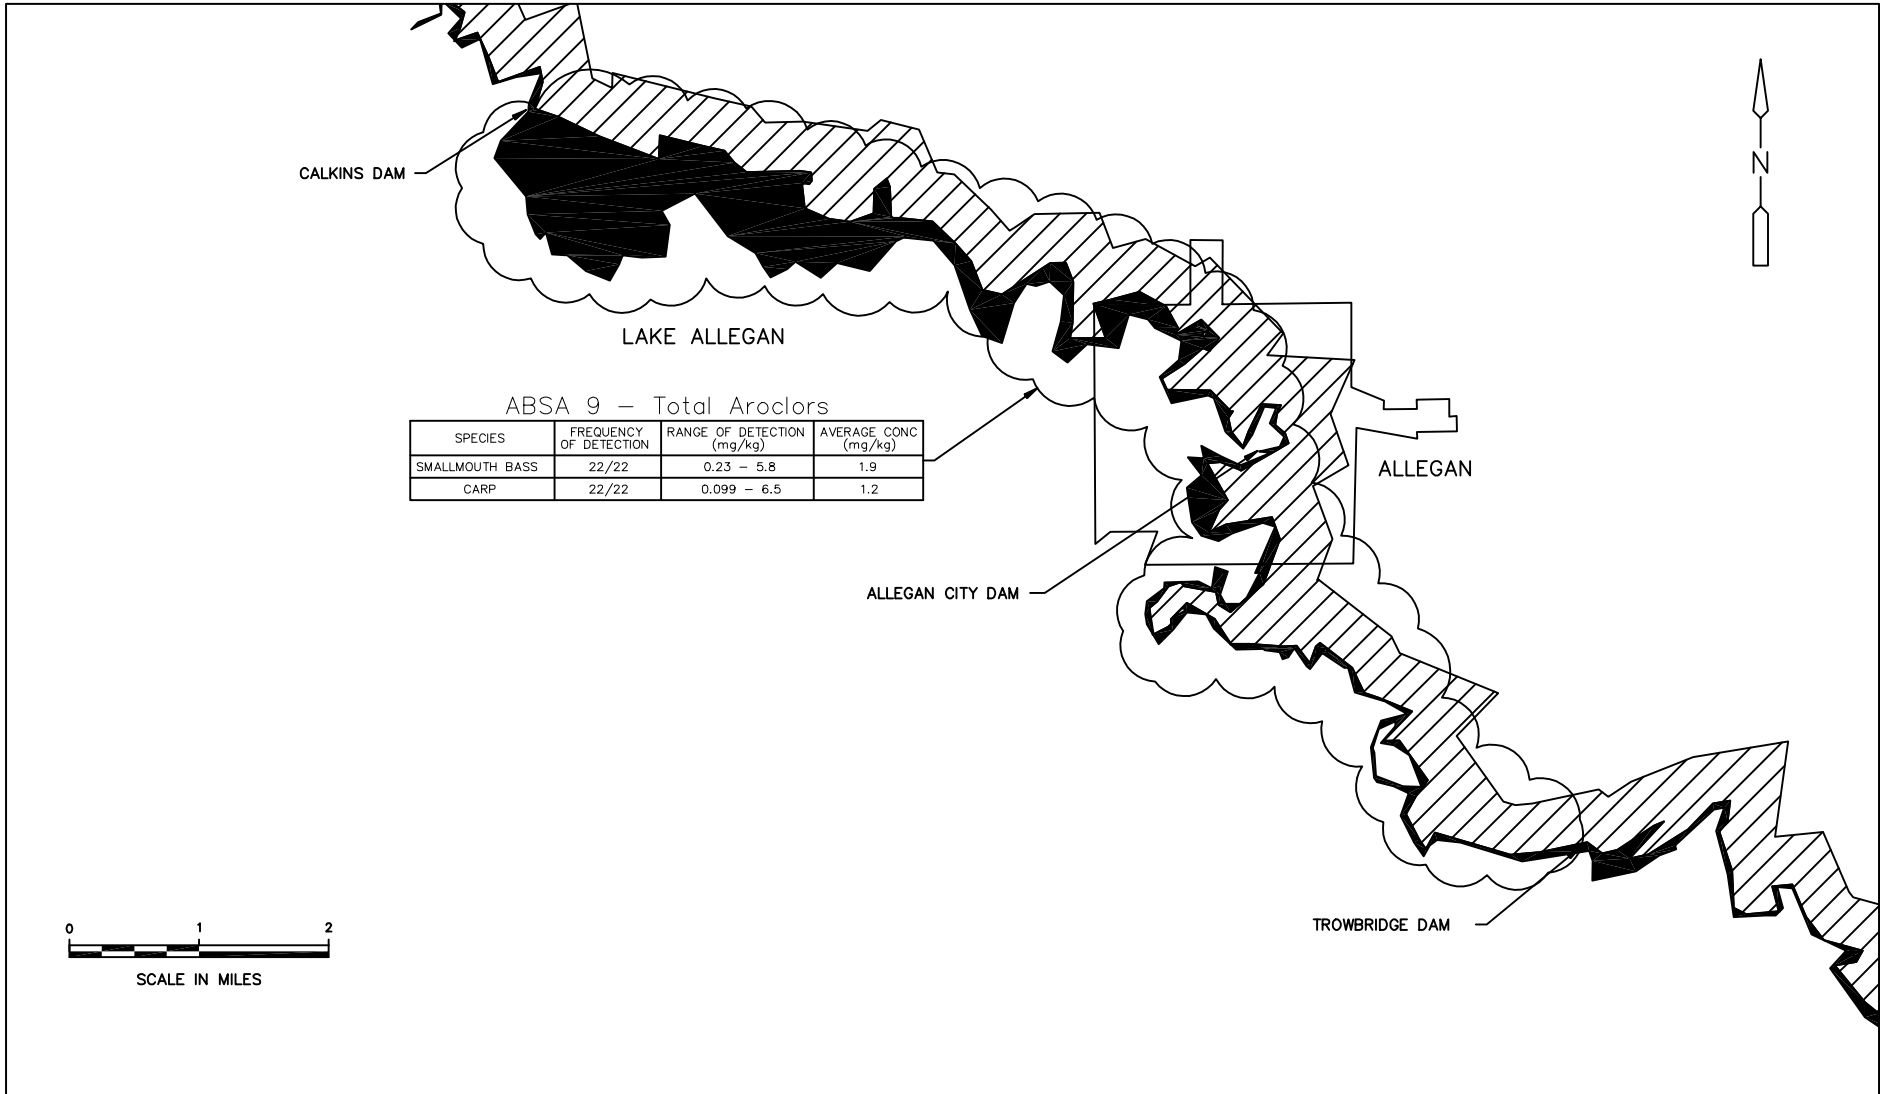 CALKINS DAM
N
LAKE ALLEGAN
ABSA 9 – Total Aroclors
SPECIES FREQUENCY OF DETECTION RANGE OF DETECTION (mg/kg) AVERAGE CONC (mg/kg)
SMALLMOUTH BASS 22/22 0.23 – 5.8 1.9
CARP 22/22 0.099 – 6.5 1.2
ALLEGAN
ALLEGAN CITY DAM
TROWBRIDGE DAM
0 1 2
SCALE IN MILES